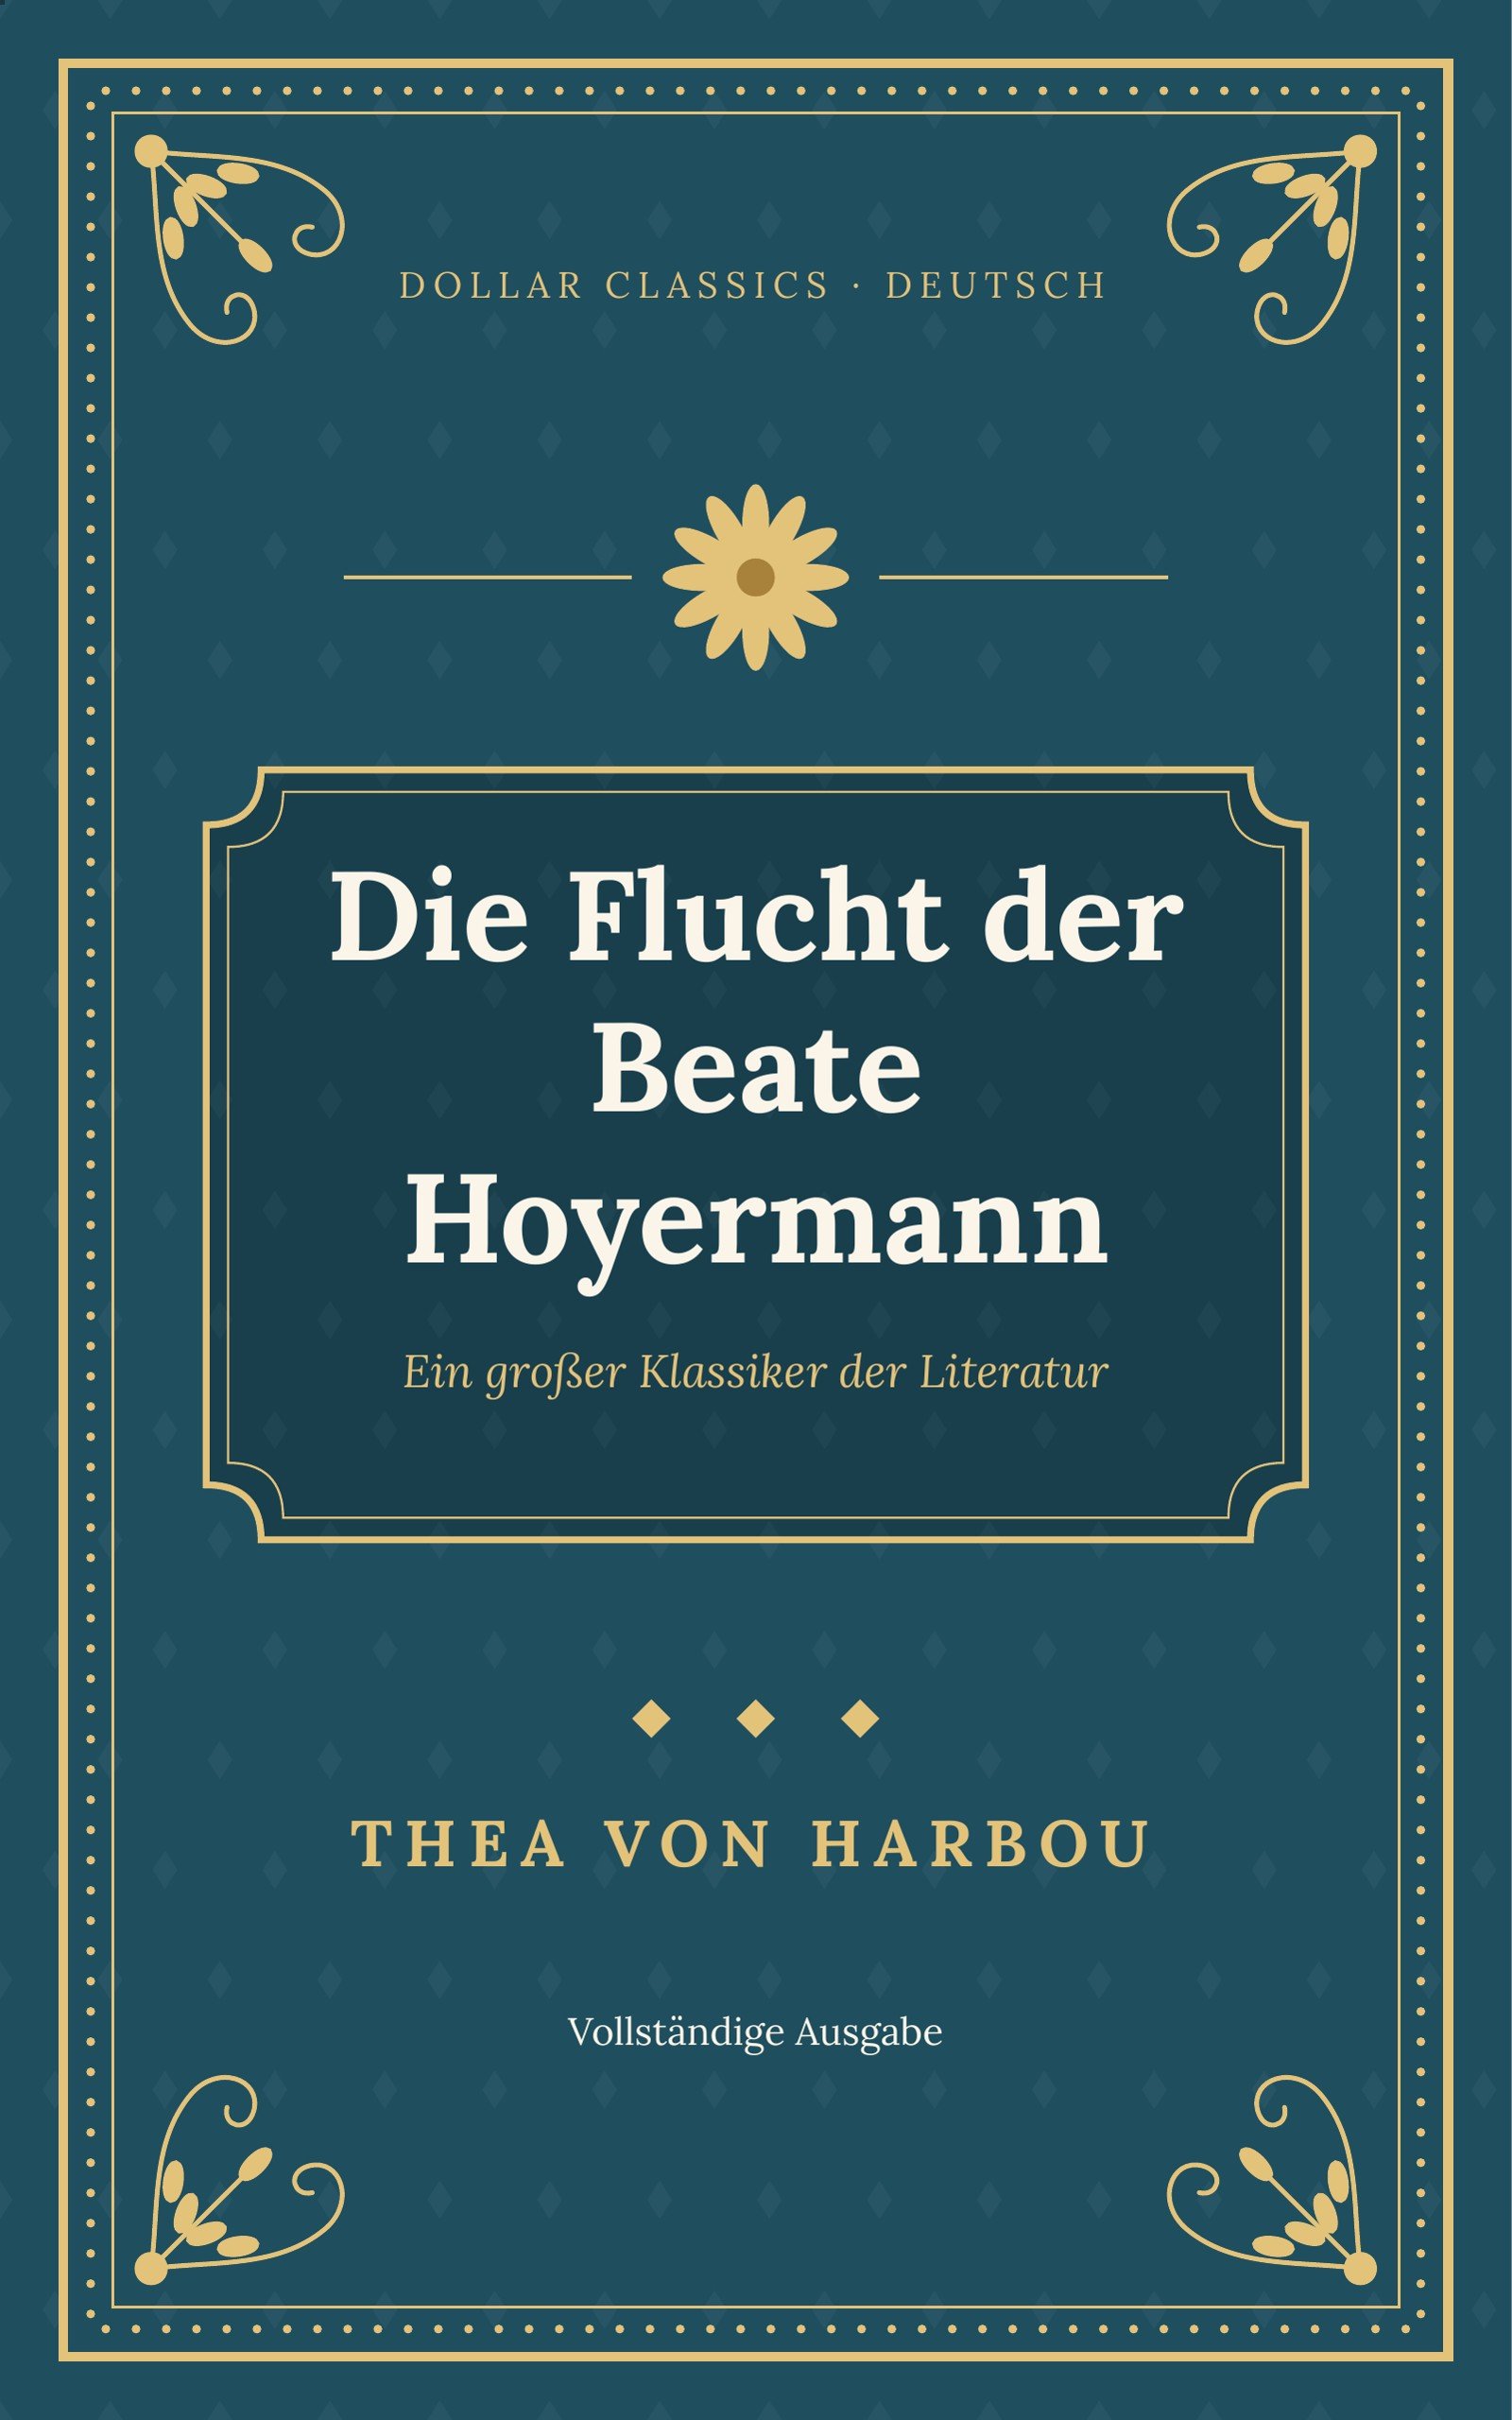 DOLLAR CLASSICS · DEUTSCH
Die Flucht der
Beate
Hoyermann
Ein großer Klassiker der Literatur
THEA VON HARBOU
Vollständige Ausgabe